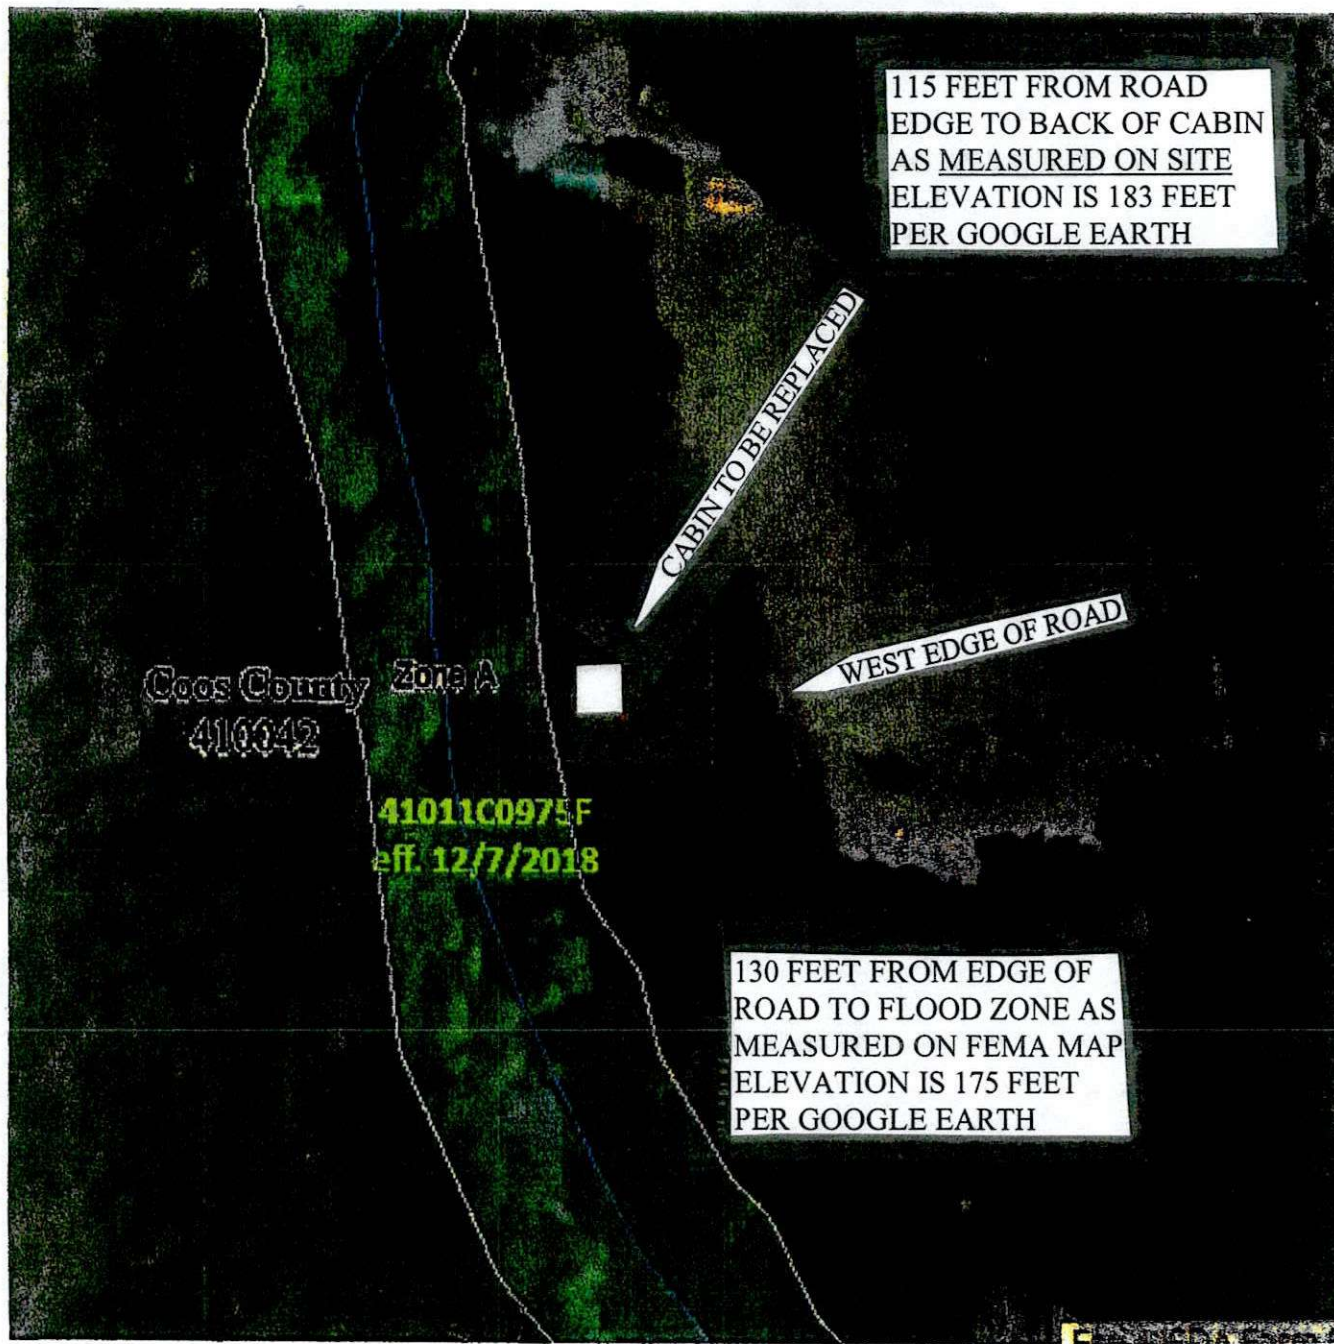 115 FEET FROM ROAD
EDGE TO BACK OF CABIN
AS MEASURED ON SITE
ELEVATION IS 183 FEET
PER GOOGLE EARTH
CABIN TO BE REPLACED
WEST EDGE OF ROAD
Coos County
410042
Zone A
41011C0975F
eff. 12/7/2018
130 FEET FROM EDGE OF
ROAD TO FLOOD ZONE AS
MEASURED ON FEMA MAP
ELEVATION IS 175 FEET
PER GOOGLE EARTH